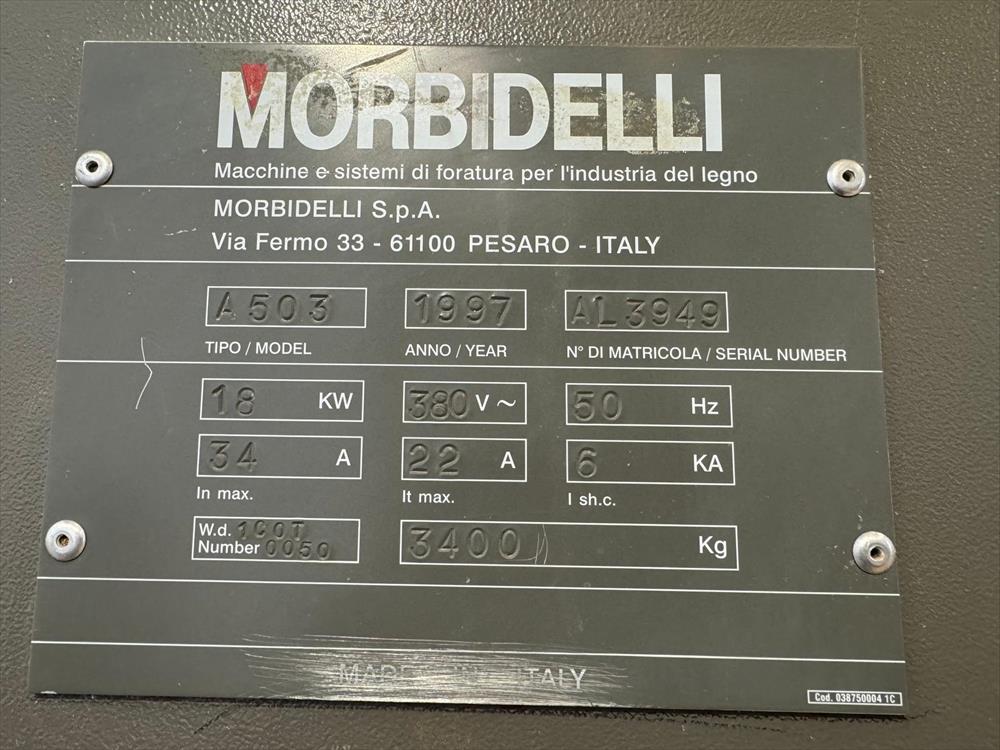 MORBIDELLI
Macchine e sistemi di foratura per l'industria del legno
MORBIDELLI S.p.A.
Via Fermo 33 - 61100 PESARO - ITALY
A503 1997 AL3949
TIPO / MODEL ANNO / YEAR N° DI MATRICOLA / SERIAL NUMBER
18 KW 380 V ~ 50 Hz
34 A 22 A 6 KA
In max. It max. I sh.c.
W.d. 1C0T
Number 0050
3400 Kg
MADE IN ITALY
Cod. 038750004 1C